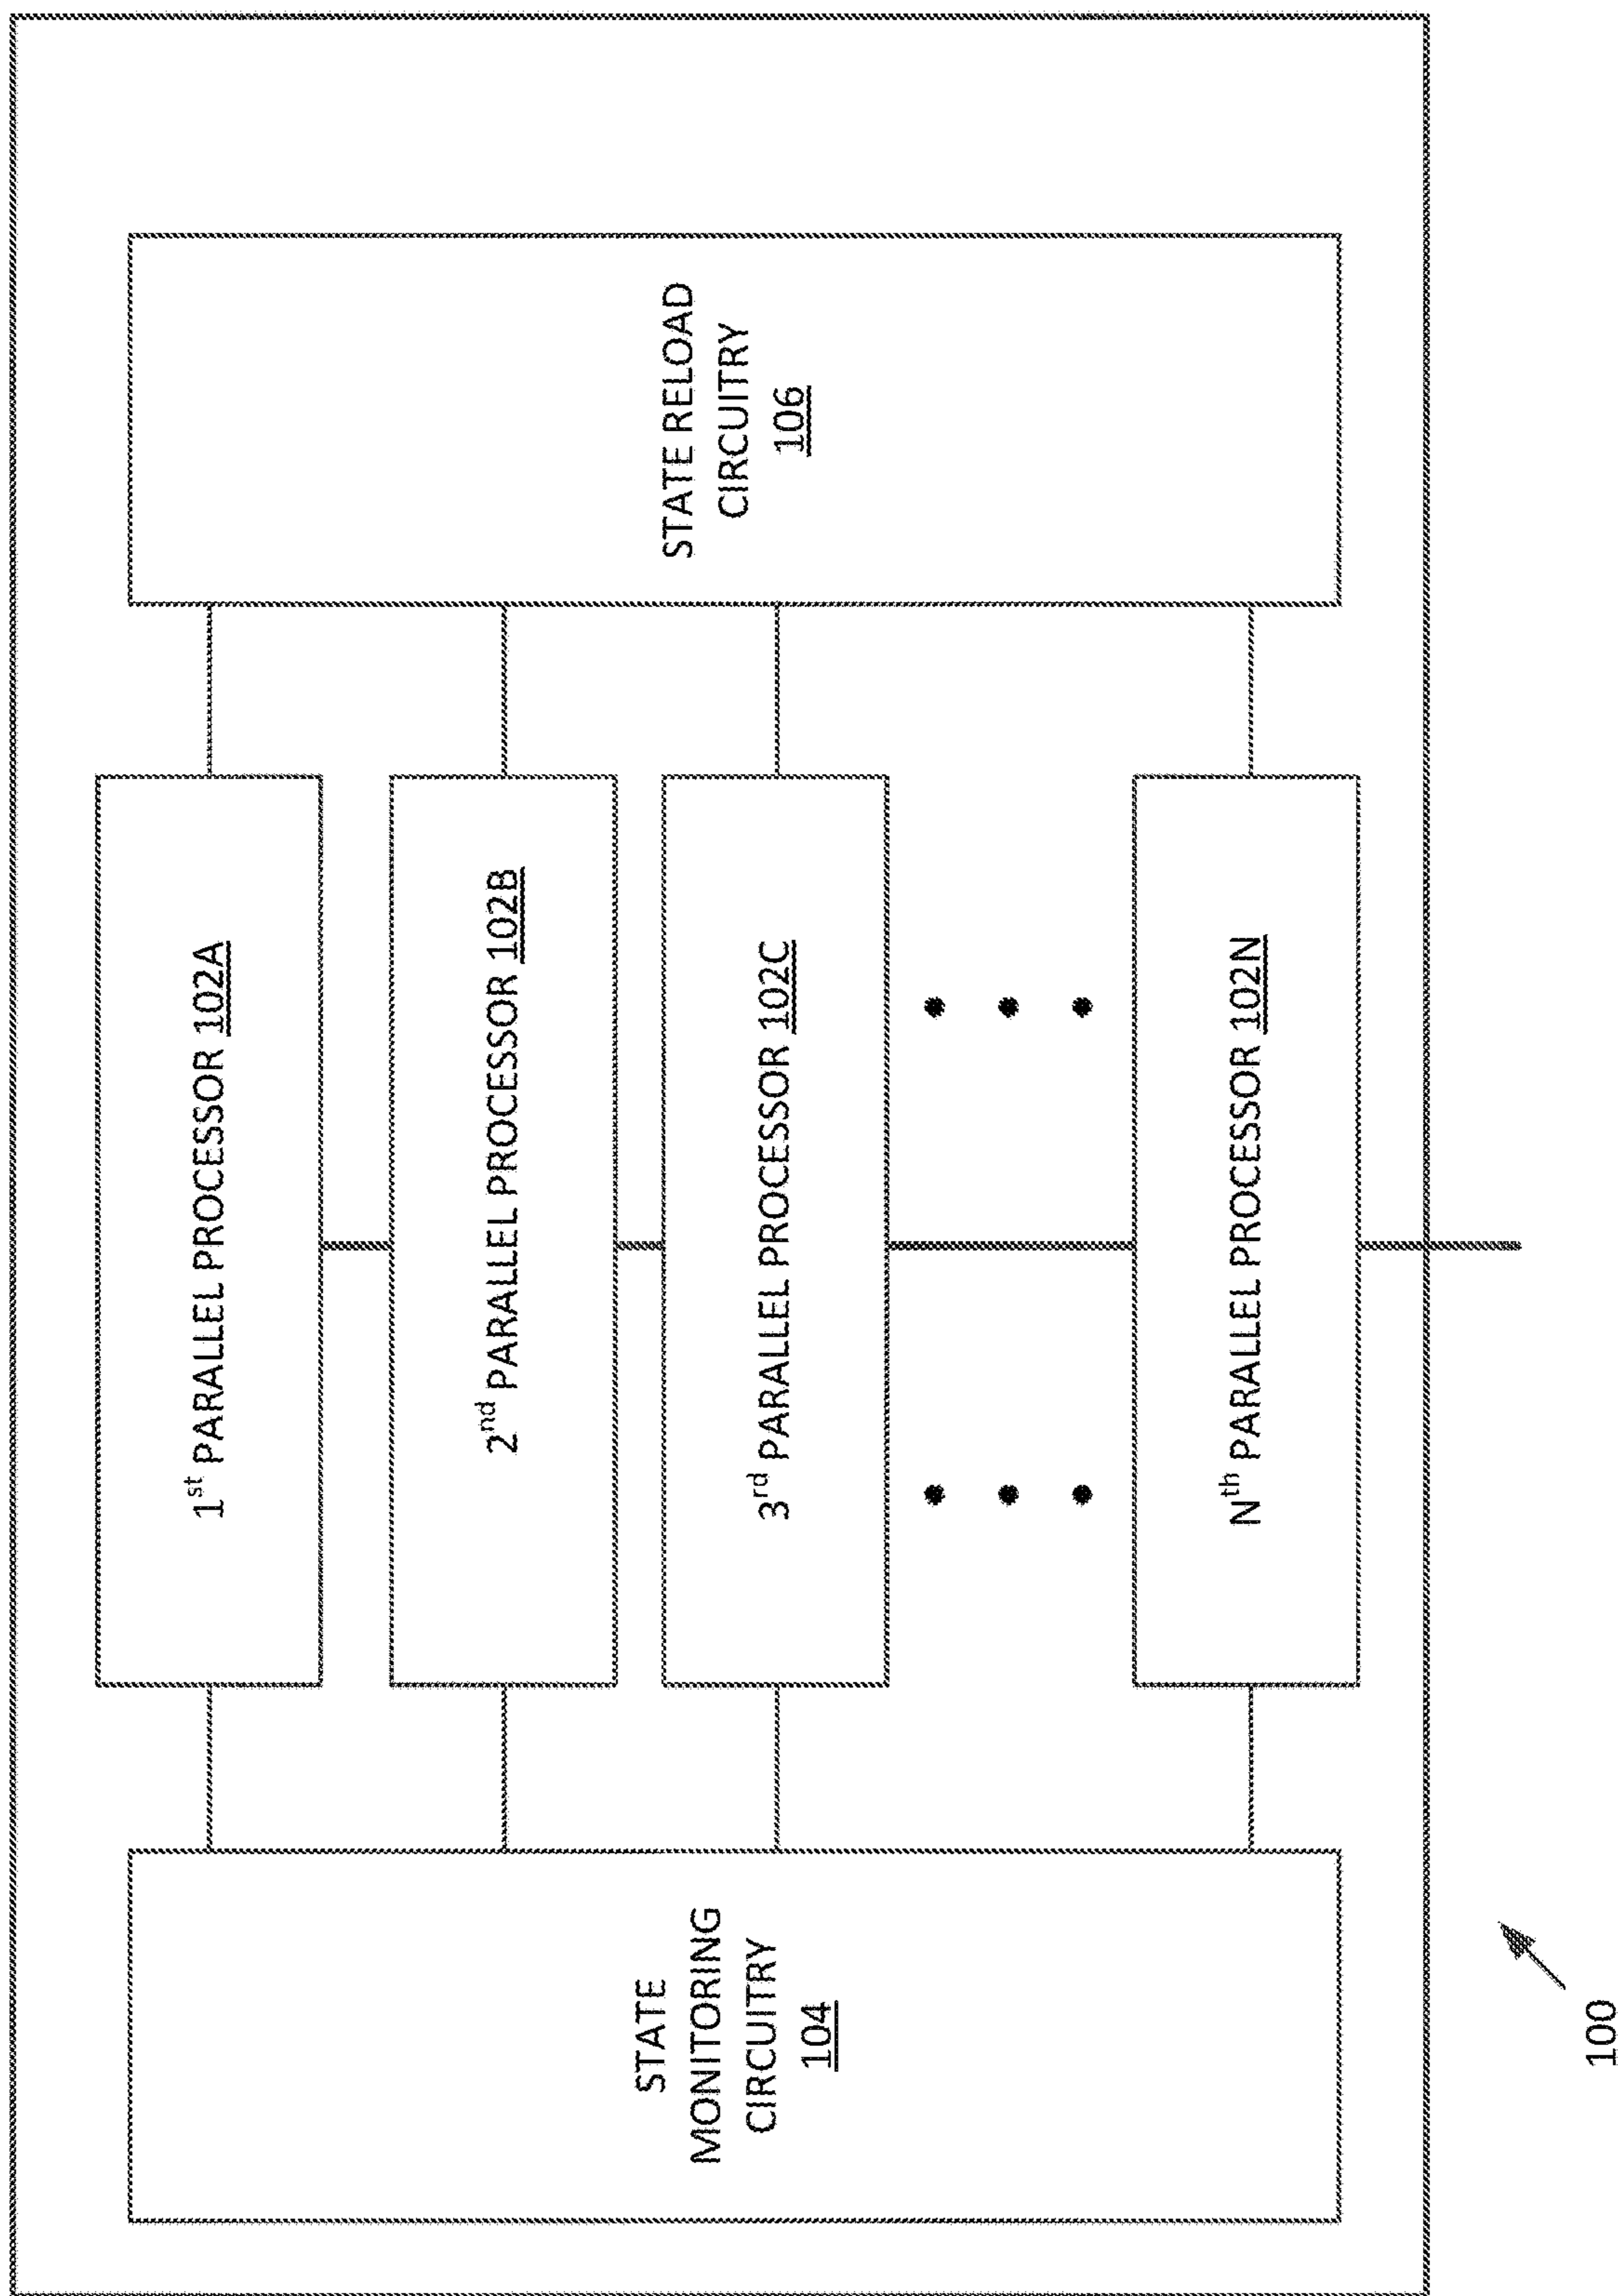 1st PARALLEL PROCESSOR 102A
2nd PARALLEL PROCESSOR 102B
3rd PARALLEL PROCESSOR 102C
Nth PARALLEL PROCESSOR 102N
STATE
MONITORING
CIRCUITRY
104
STATE RELOAD
CIRCUITRY
106
100